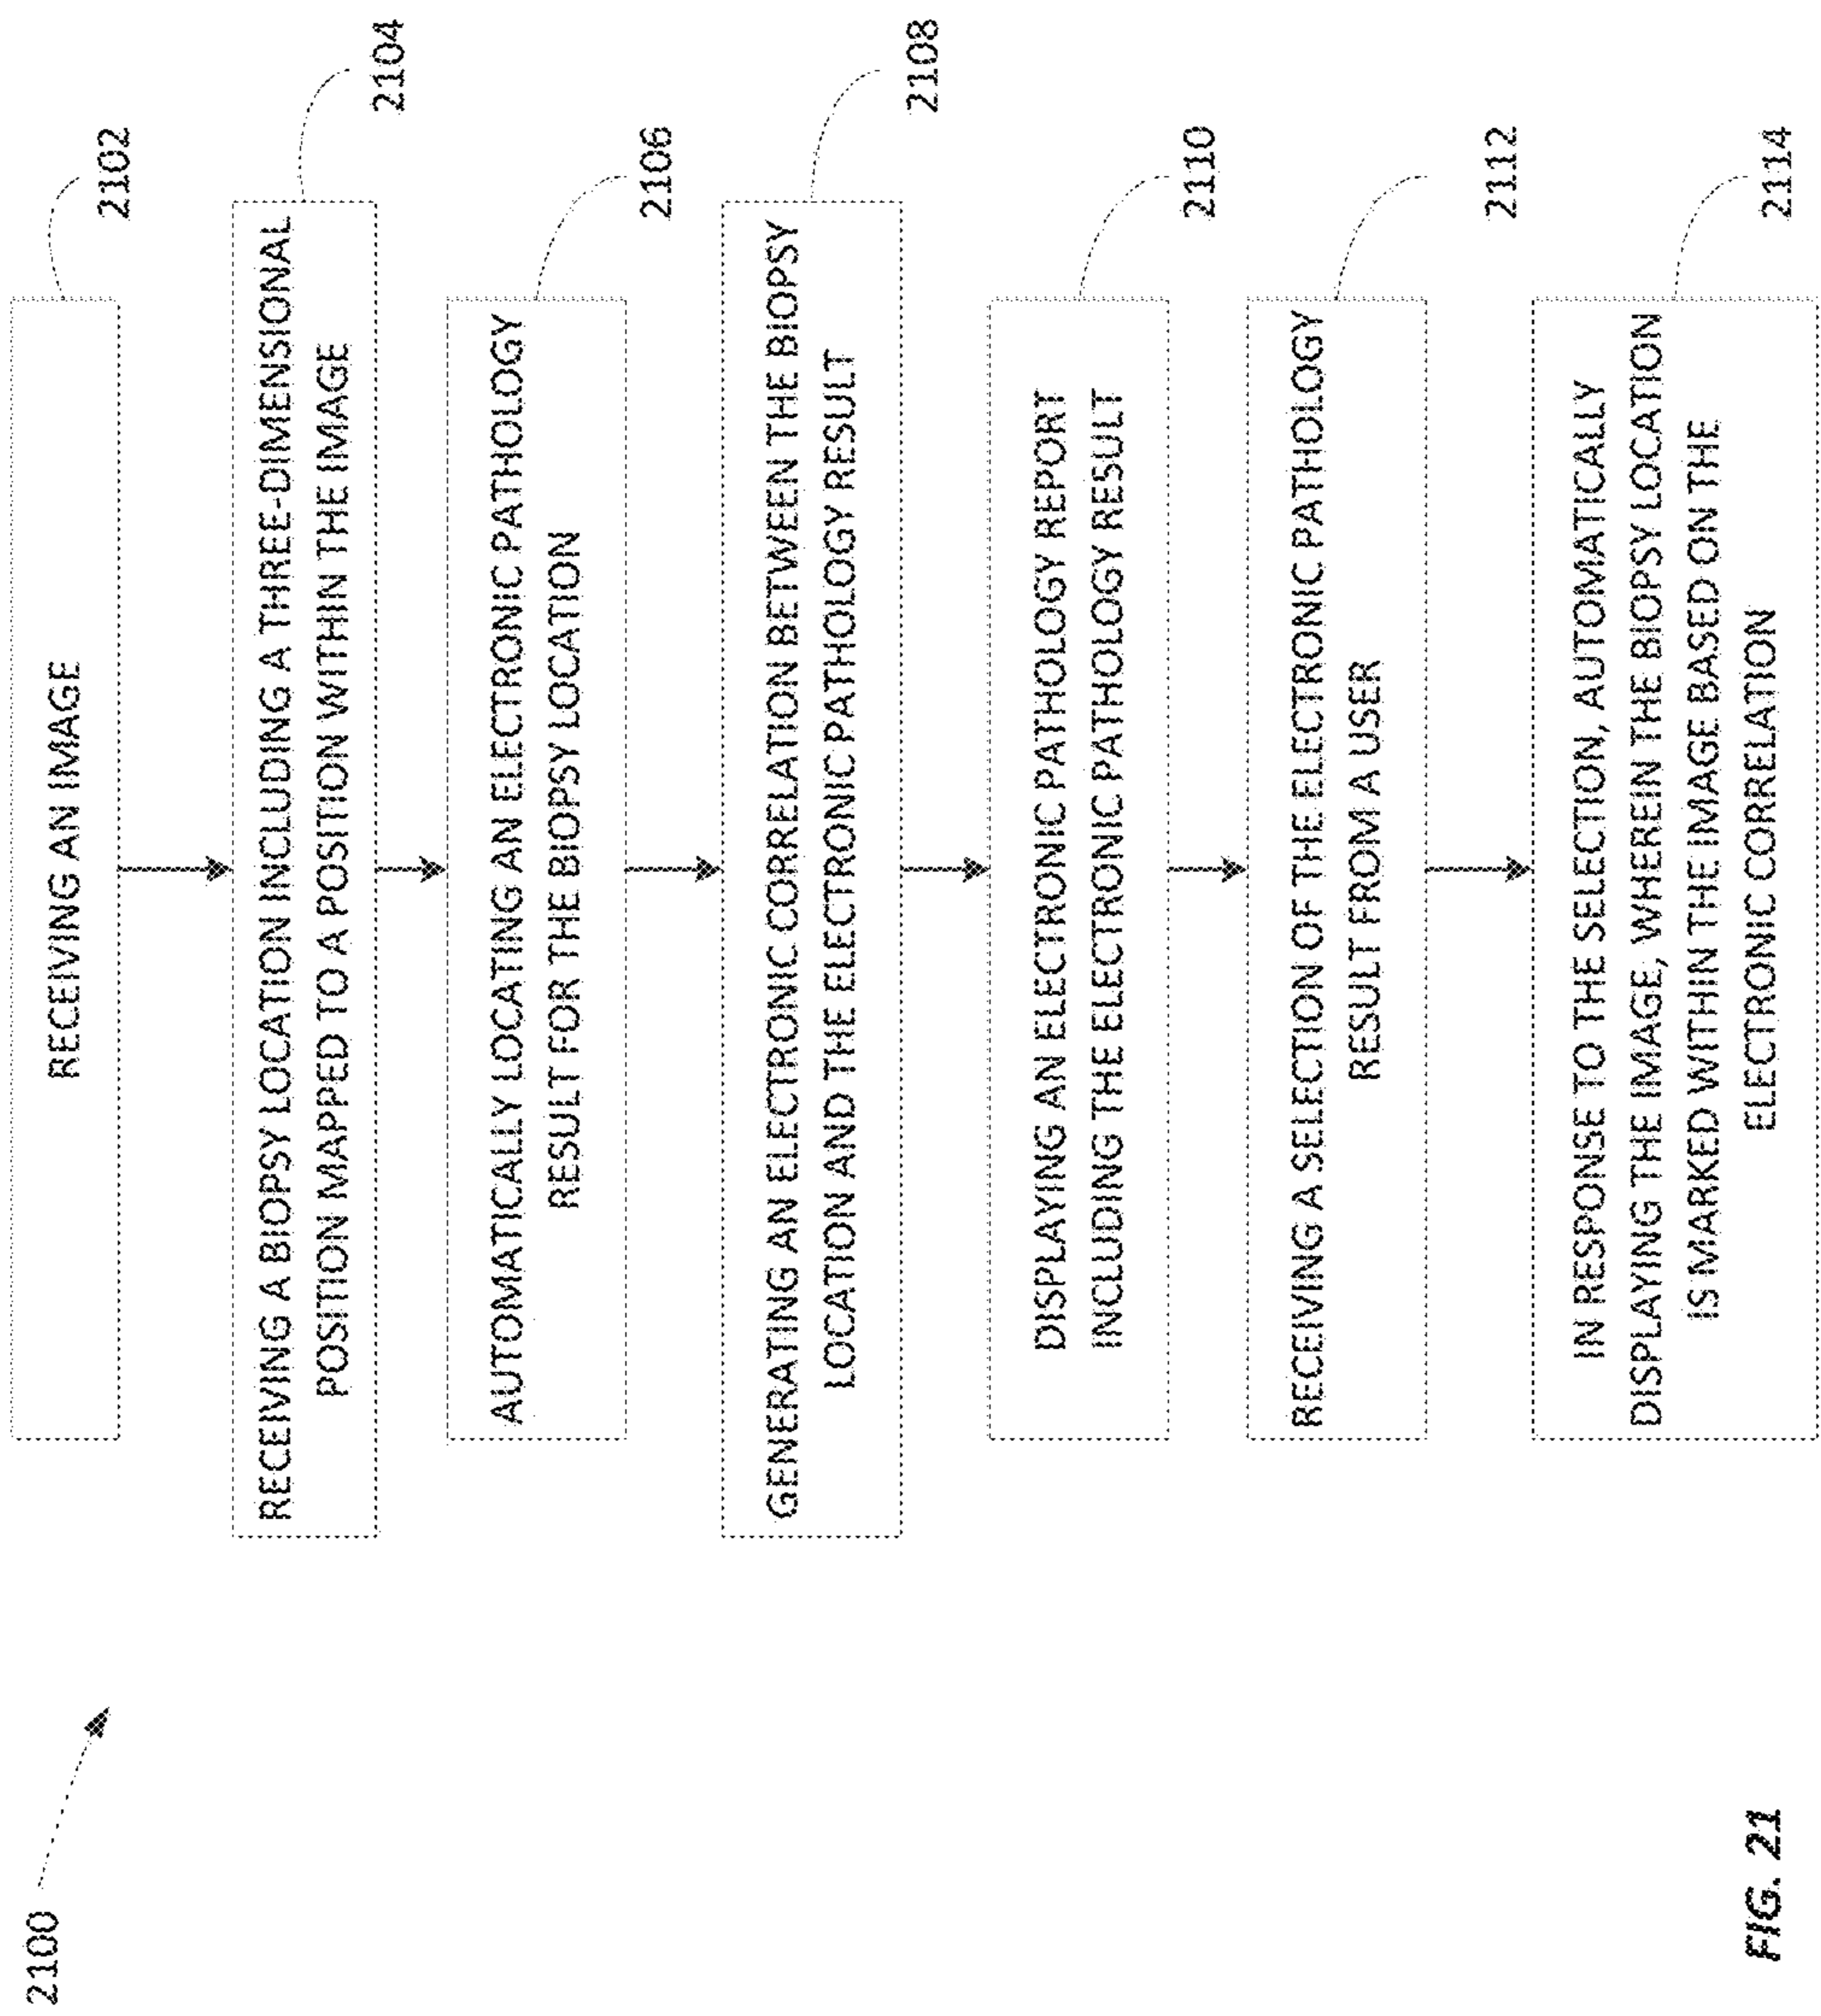 2100
RECEIVING AN IMAGE
2102
RECEIVING A BIOPSY LOCATION INCLUDING A THREE-DIMENSIONAL
POSITION MAPPED TO A POSITION WITHIN THE IMAGE
2104
AUTOMATICALLY LOCATING AN ELECTRONIC PATHOLOGY
RESULT FOR THE BIOPSY LOCATION
2106
GENERATING AN ELECTRONIC CORRELATION BETWEEN THE BIOPSY
LOCATION AND THE ELECTRONIC PATHOLOGY RESULT
2108
DISPLAYING AN ELECTRONIC PATHOLOGY REPORT
INCLUDING THE ELECTRONIC PATHOLOGY RESULT
2110
RECEIVING A SELECTION OF THE ELECTRONIC PATHOLOGY
RESULT FROM A USER
2112
IN RESPONSE TO THE SELECTION, AUTOMATICALLY
DISPLAYING THE IMAGE, WHEREIN THE BIOPSY LOCATION
IS MARKED WITHIN THE IMAGE BASED ON THE
ELECTRONIC CORRELATION
2114
FIG. 21